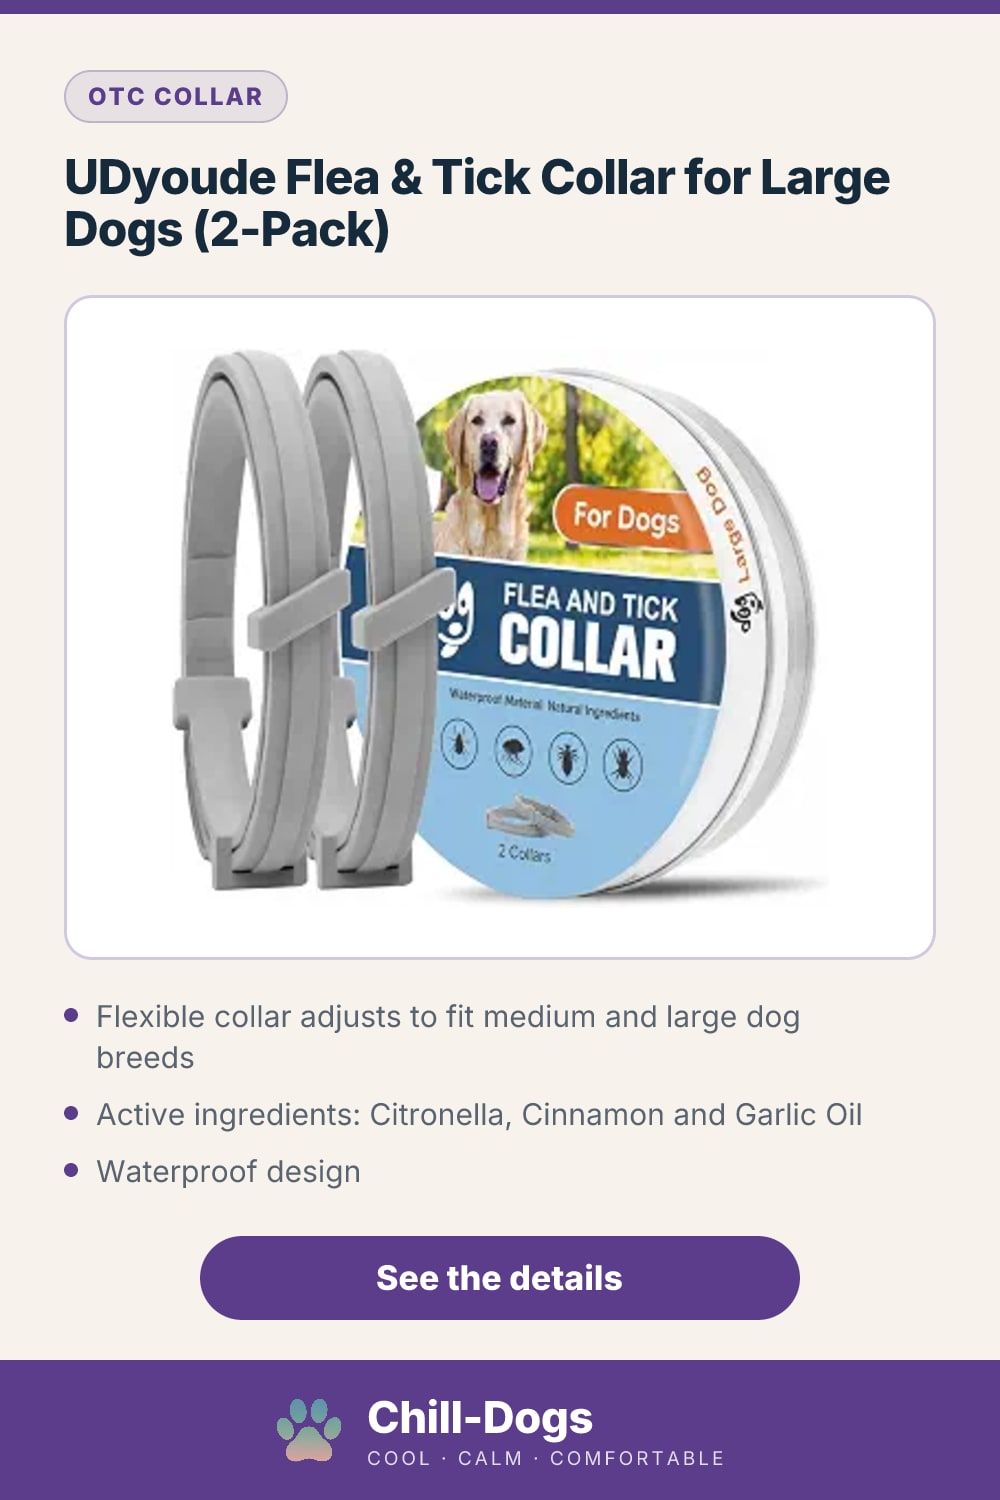 OTC COLLAR
UDyoude Flea & Tick Collar for Large
Dogs (2-Pack)
For Dogs
Large Dog
FLEA AND TICK
COLLAR
Waterproof Material Natural Ingredients
2 Collars
Flexible collar adjusts to fit medium and large dog
breeds
Active ingredients: Citronella, Cinnamon and Garlic Oil
Waterproof design
See the details
Chill-Dogs
COOL · CALM · COMFORTABLE